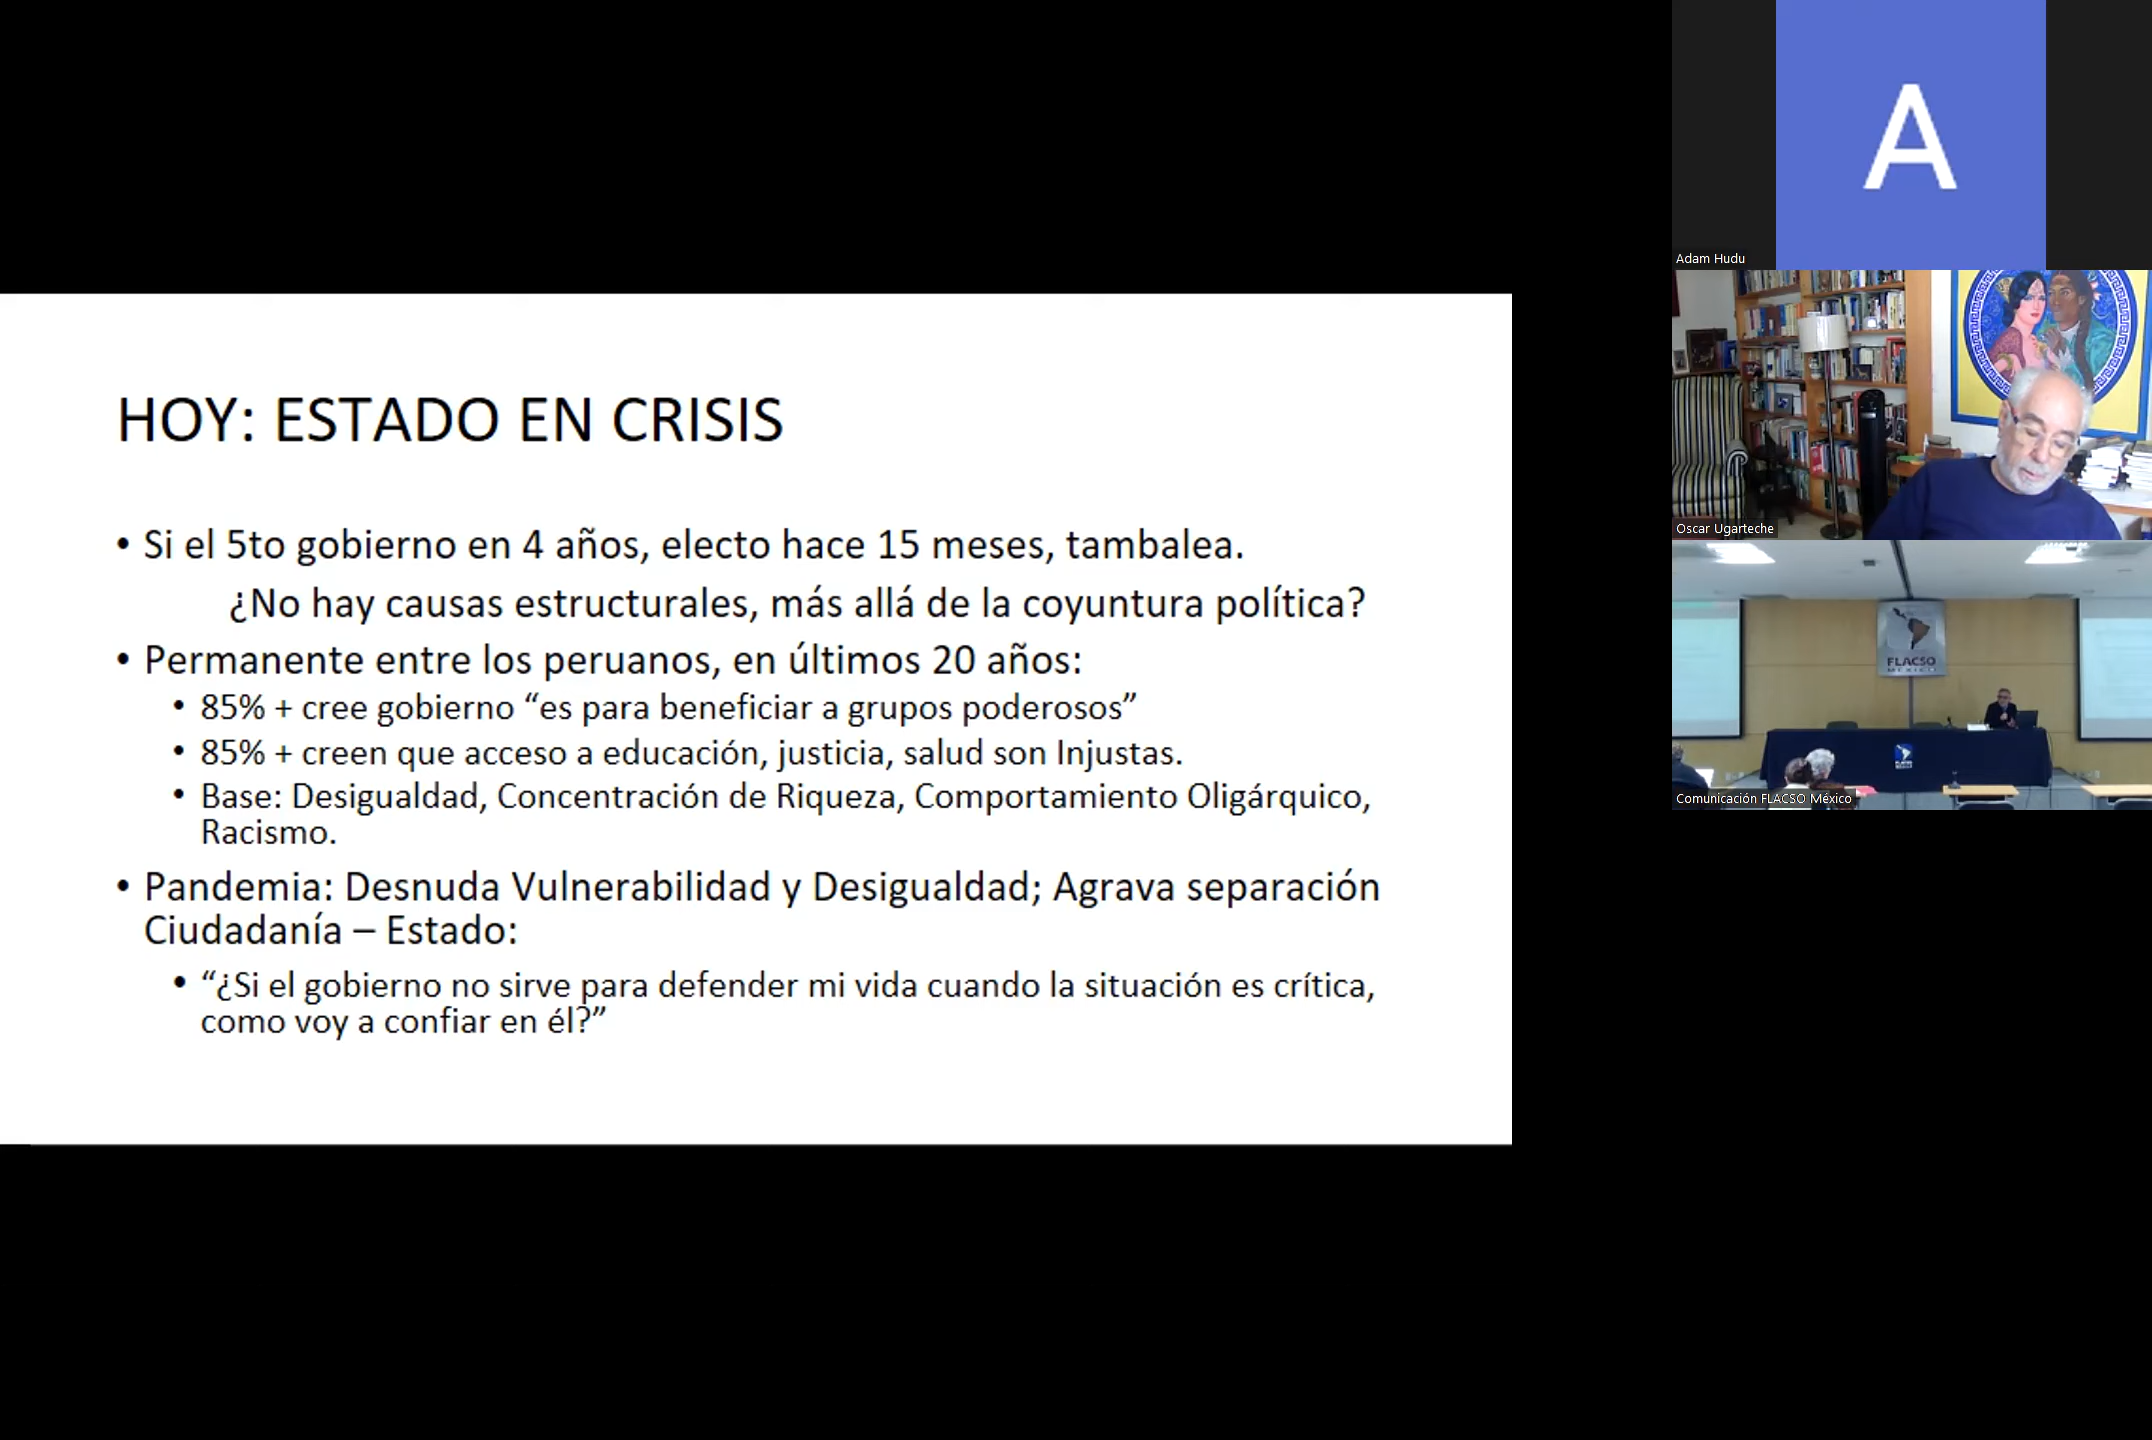 HOY: ESTADO EN CRISIS
• Si el 5to gobierno en 4 años, electo hace 15 meses, tambalea.
¿No hay causas estructurales, más allá de la coyuntura política?
• Permanente entre los peruanos, en últimos 20 años:
• 85% + cree gobierno “es para beneficiar a grupos poderosos”
• 85% + creen que acceso a educación, justicia, salud son Injustas.
• Base: Desigualdad, Concentración de Riqueza, Comportamiento Oligárquico,
Racismo.
• Pandemia: Desnuda Vulnerabilidad y Desigualdad; Agrava separación
Ciudadanía – Estado:
• “¿Si el gobierno no sirve para defender mi vida cuando la situación es crítica,
como voy a confiar en él?”
A
Adam Hudu
Oscar Ugarteche
FLACSO
MÉXICO
Comunicación FLACSO México